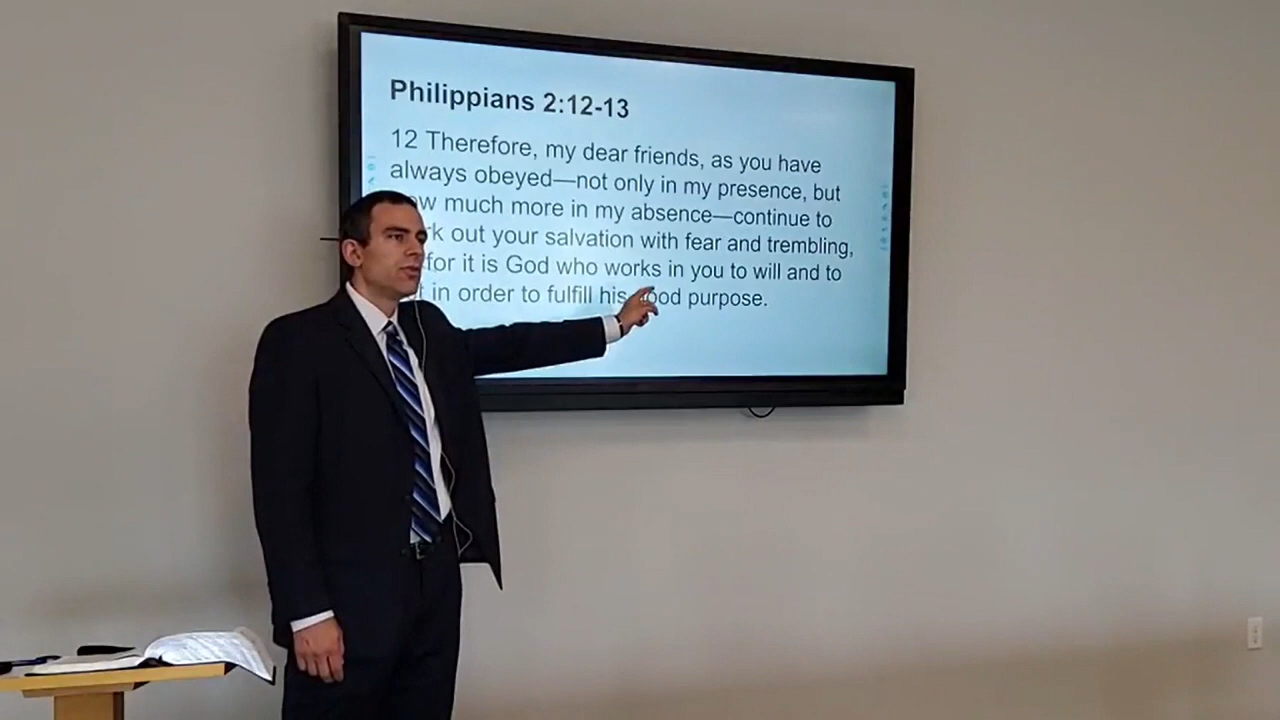 Philippians 2:12-13
12 Therefore, my dear friends, as you have
always obeyed—not only in my presence, but
much more in my absence—continue to
out your salvation with fear and trembling,
for it is God who works in you to will and to
in order to fulfill his good purpose.